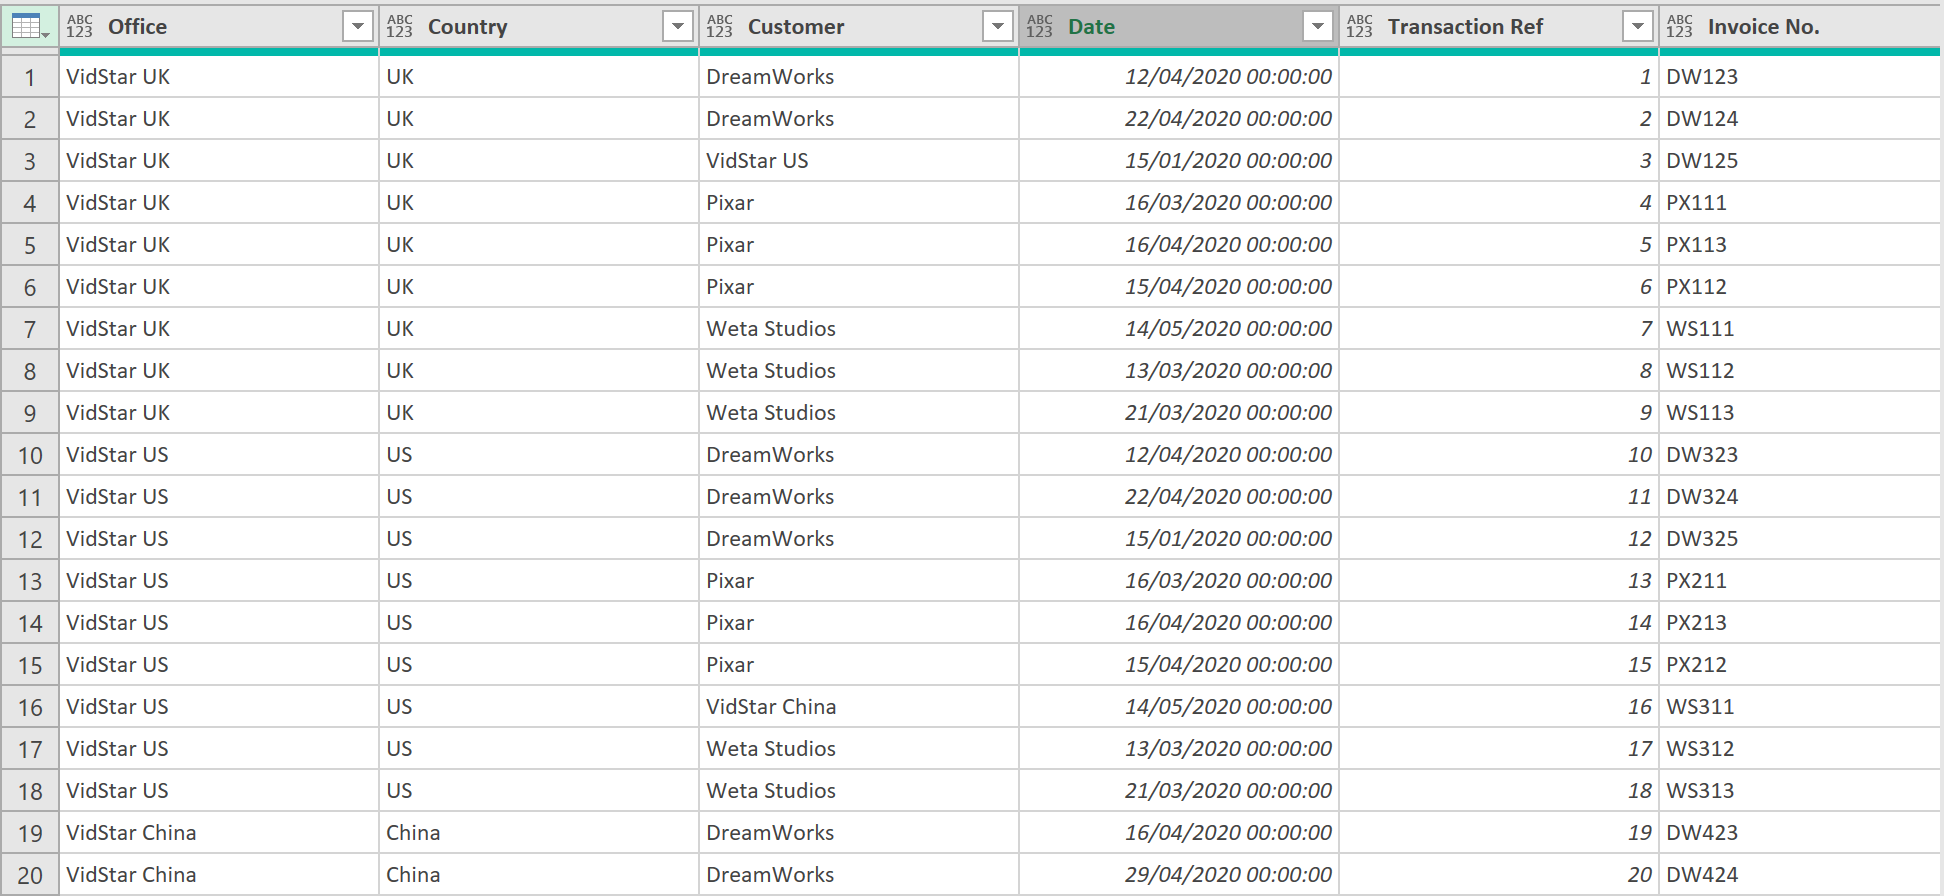 ABC 123 Office ABC 123 Country ABC 123 Customer ABC 123 Date ABC 123 Transaction Ref ABC 123 Invoice No.
1 VidStar UK UK DreamWorks 12/04/2020 00:00:00 1 DW123
2 VidStar UK UK DreamWorks 22/04/2020 00:00:00 2 DW124
3 VidStar UK UK VidStar US 15/01/2020 00:00:00 3 DW125
4 VidStar UK UK Pixar 16/03/2020 00:00:00 4 PX111
5 VidStar UK UK Pixar 16/04/2020 00:00:00 5 PX113
6 VidStar UK UK Pixar 15/04/2020 00:00:00 6 PX112
7 VidStar UK UK Weta Studios 14/05/2020 00:00:00 7 WS111
8 VidStar UK UK Weta Studios 13/03/2020 00:00:00 8 WS112
9 VidStar UK UK Weta Studios 21/03/2020 00:00:00 9 WS113
10 VidStar US US DreamWorks 12/04/2020 00:00:00 10 DW323
11 VidStar US US DreamWorks 22/04/2020 00:00:00 11 DW324
12 VidStar US US DreamWorks 15/01/2020 00:00:00 12 DW325
13 VidStar US US Pixar 16/03/2020 00:00:00 13 PX211
14 VidStar US US Pixar 16/04/2020 00:00:00 14 PX213
15 VidStar US US Pixar 15/04/2020 00:00:00 15 PX212
16 VidStar US US VidStar China 14/05/2020 00:00:00 16 WS311
17 VidStar US US Weta Studios 13/03/2020 00:00:00 17 WS312
18 VidStar US US Weta Studios 21/03/2020 00:00:00 18 WS313
19 VidStar China China DreamWorks 16/04/2020 00:00:00 19 DW423
20 VidStar China China DreamWorks 29/04/2020 00:00:00 20 DW424